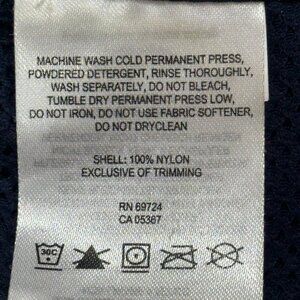 MACHINE WASH COLD PERMANENT PRESS,
POWDERED DETERGENT, RINSE THOROUGHLY,
WASH SEPARATELY, DO NOT BLEACH,
TUMBLE DRY PERMANENT PRESS LOW,
DO NOT IRON, DO NOT USE FABRIC SOFTENER,
DO NOT DRYCLEAN
SHELL: 100% NYLON
EXCLUSIVE OF TRIMMING
RN 69724
CA 05367
30C